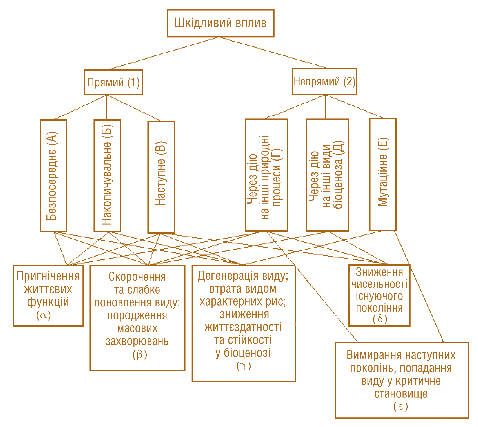 Шкідливий вплив
Прямий (1)
Непрямий (2)
Безпосереднє (А)
Накопичувальне (Б)
Наступне (В)
Через дію
на інші природні
процеси (Г)
Через дію
на інші види
біоценоза (Д)
Мутаційне (Е)
Пригнічення
життєвих
функцій (α)
Скорочення
та слабке
поновлення виду;
породження
масових
захворювань
(β)
Дегенерація виду;
втрата видом
характерних рис;
зниження
життєздатності
та стійкості
у біоценозі
(γ)
Зниження
чисельності
існуючого
покоління
(δ)
Вимирання наступних
поколінь, попадання
виду у критичне
становище
(ε)